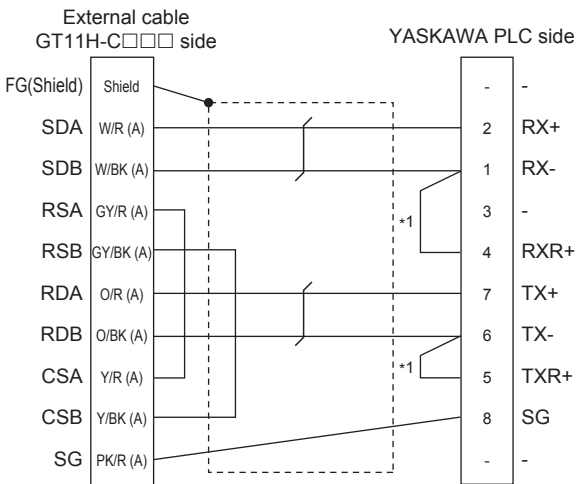 External cable
GT11H-C□□□ side
YASKAWA PLC side
FG(Shield) Shield - -
SDA W/R (A) 2 RX+
SDB W/BK (A) 1 RX-
RSA GY/R (A) *1 3 -
RSB GY/BK (A) 4 RXR+
RDA O/R (A) 7 TX+
RDB O/BK (A) 6 TX-
CSA Y/R (A) *1 5 TXR+
CSB Y/BK (A) 8 SG
SG PK/R (A) - -